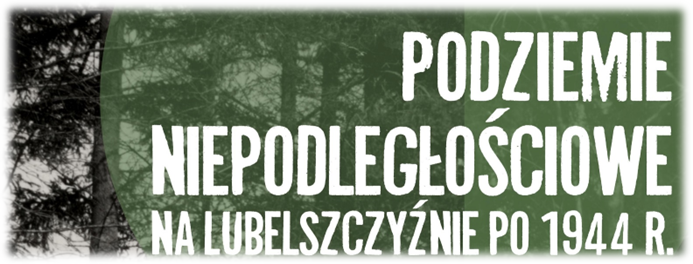 PODZIEMIE
NIEPODLEGŁOŚCIOWE
NA LUBELSZCZYŹNIE PO 1944 R.